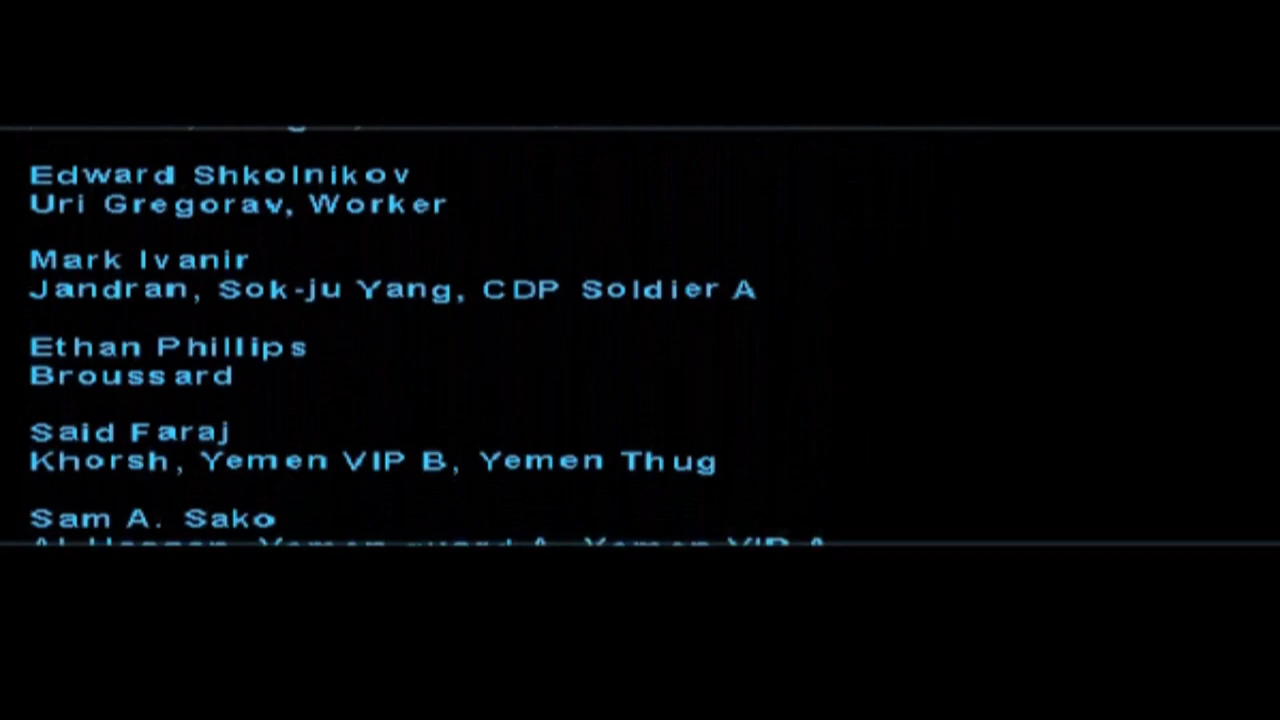 Edward Shkolnikov
Uri Gregorav, Worker
Mark Ivanir
Jandran, Sok-ju Yang, CDP Soldier A
Ethan Phillips
Broussard
Said Faraj
Khorsh, Yemen VIP B, Yemen Thug
Sam A. Sako